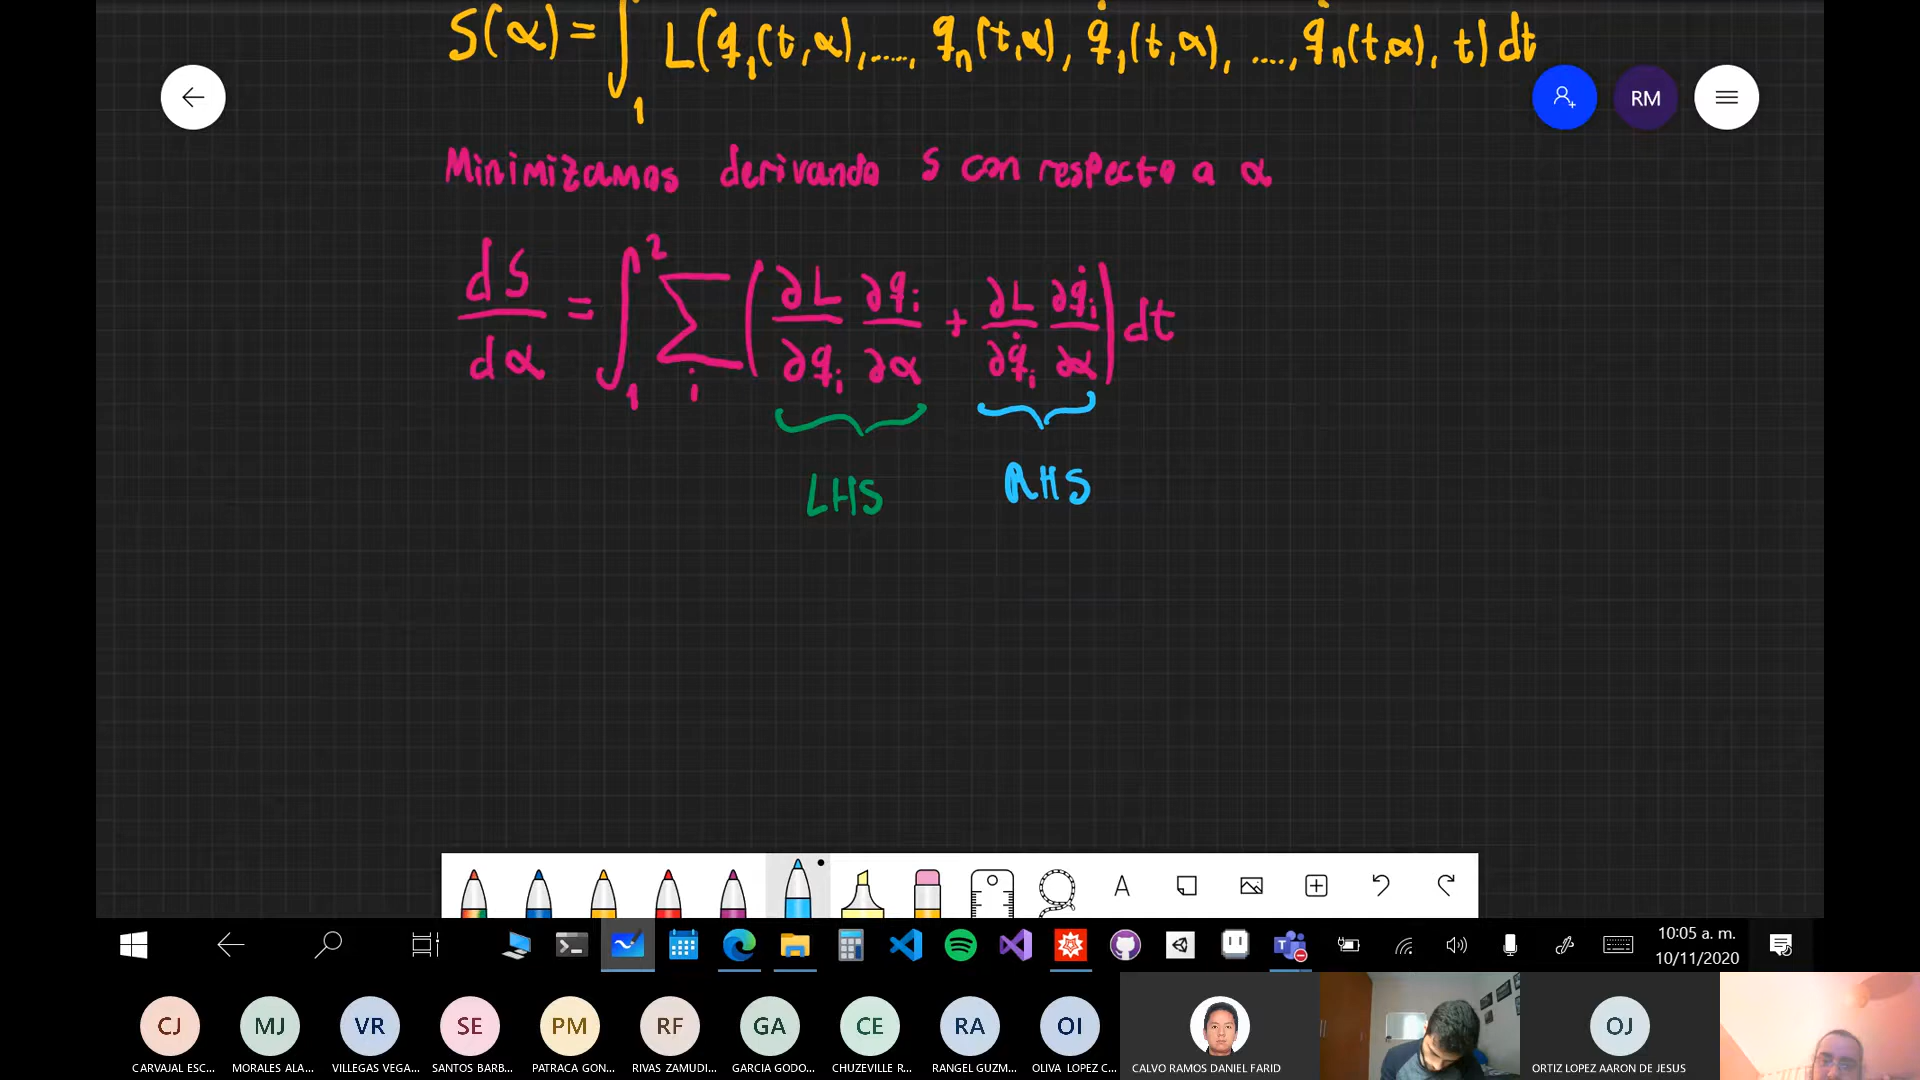 S(α) = ∫₁ L(q₁(t,α),....., qₙ(t,α), q̇₁(t,α), ...., q̇ₙ(t,α), t) dt
RM
Minimizamos derivando S con respecto a α
dS/dα = ∫₁² Σᵢ (∂L/∂qᵢ ∂qᵢ/∂α + ∂L/∂q̇ᵢ ∂q̇ᵢ/∂α) dt
LHS RHS
10:05 a. m.
10/11/2020
CJ MJ VR SE PM RF GA CE RA OI OJ
CARVAJAL ESC... MORALES ALA... VILLEGAS VEGA... SANTOS BARB... PATRACA GON... RIVAS ZAMUDI... GARCIA GODO... CHUZEVILLE R... RANGEL GUZM... OLIVA LOPEZ C... CALVO RAMOS DANIEL FARID ORTIZ LOPEZ AARON DE JESUS